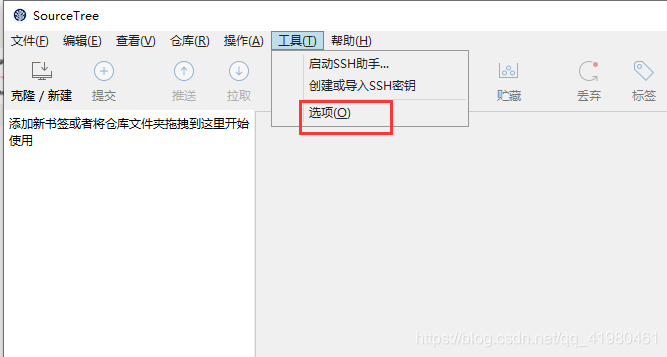 SourceTree
文件(F) 编辑(E) 查看(V) 仓库(R) 操作(A) 工具(T) 帮助(H)
启动SSH助手...
创建或导入SSH密钥
选项(O)
克隆 / 新建 提交 推送 拉取 贮藏 丢弃 标签
添加新书签或者将仓库文件夹拖拽到这里开始
使用
https://blog.csdn.net/qq_41980461